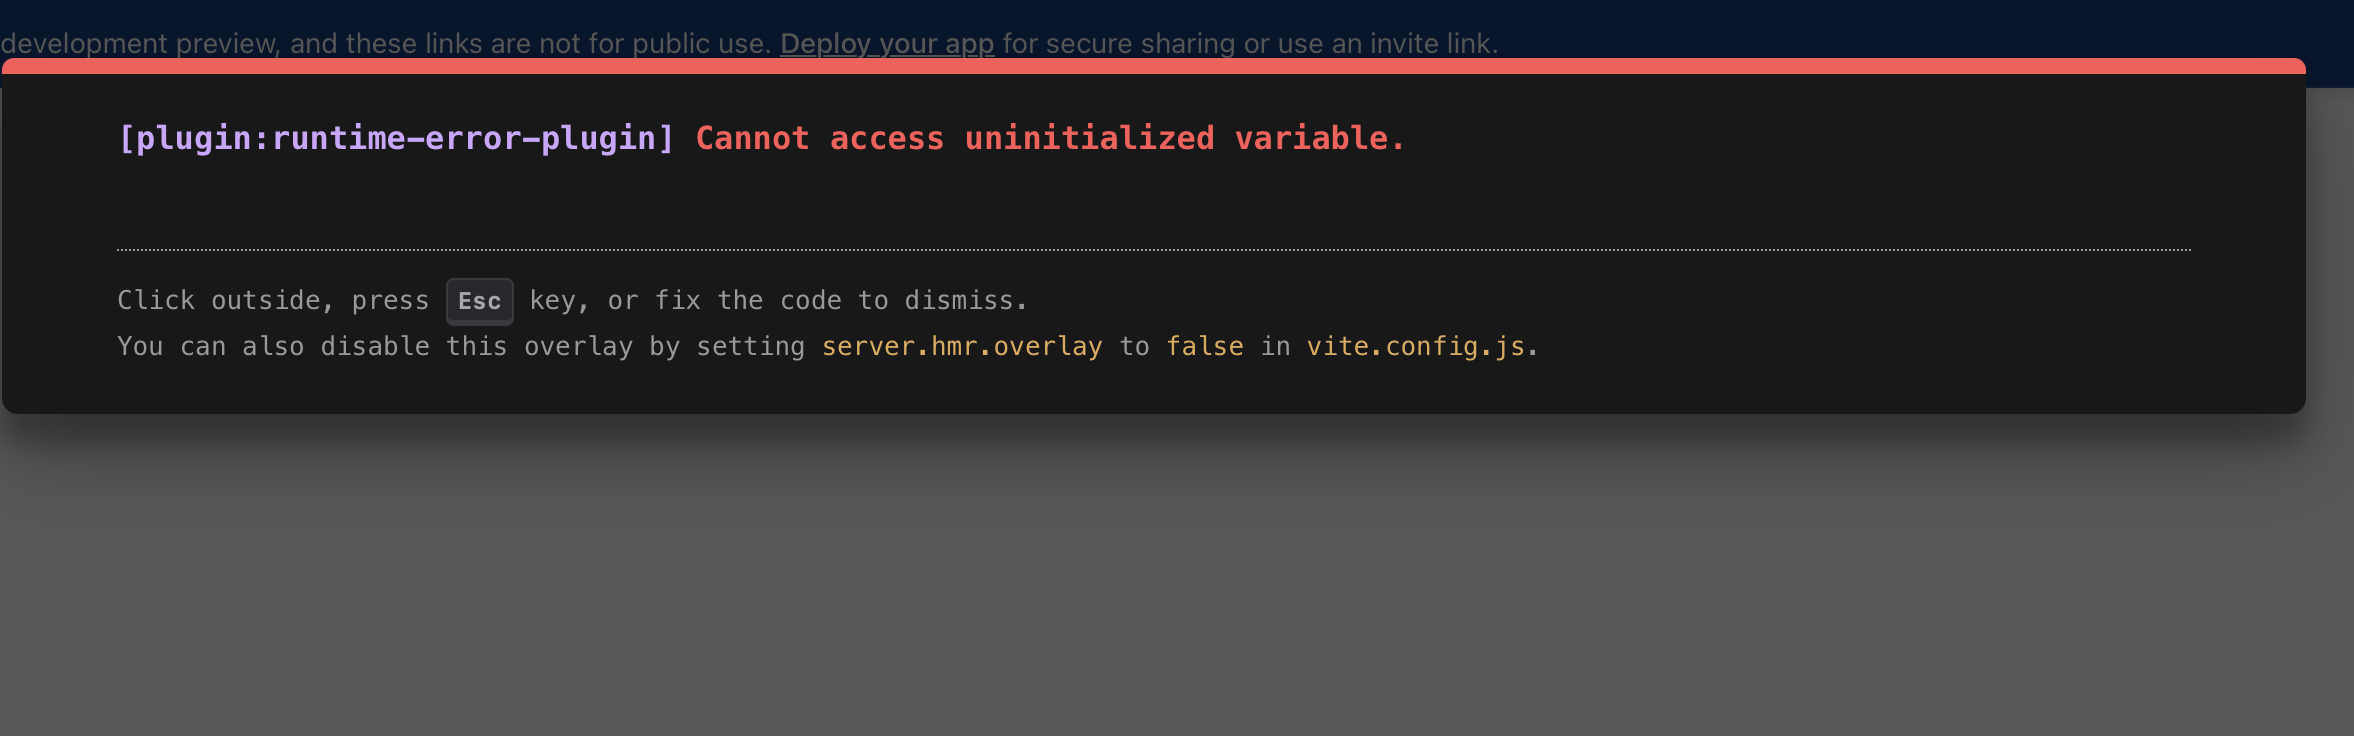 development preview, and these links are not for public use. Deploy your app for secure sharing or use an invite link.
[plugin:runtime-error-plugin] Cannot access uninitialized variable.
Click outside, press Esc key, or fix the code to dismiss.
You can also disable this overlay by setting server.hmr.overlay to false in vite.config.js.